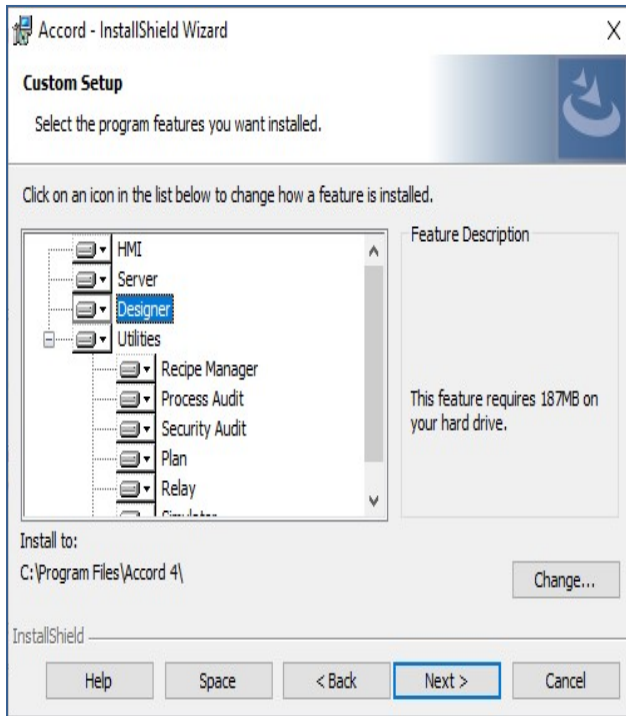 Accord - InstallShield Wizard
Custom Setup
Select the program features you want installed.
Click on an icon in the list below to change how a feature is installed.
HMI
Server
Designer
Utilities
Recipe Manager
Process Audit
Security Audit
Plan
Relay
Simulator
Feature Description
This feature requires 187MB on
your hard drive.
Install to:
C:\Program Files\Accord 4\
Change...
InstallShield
Help
Space
< Back
Next >
Cancel